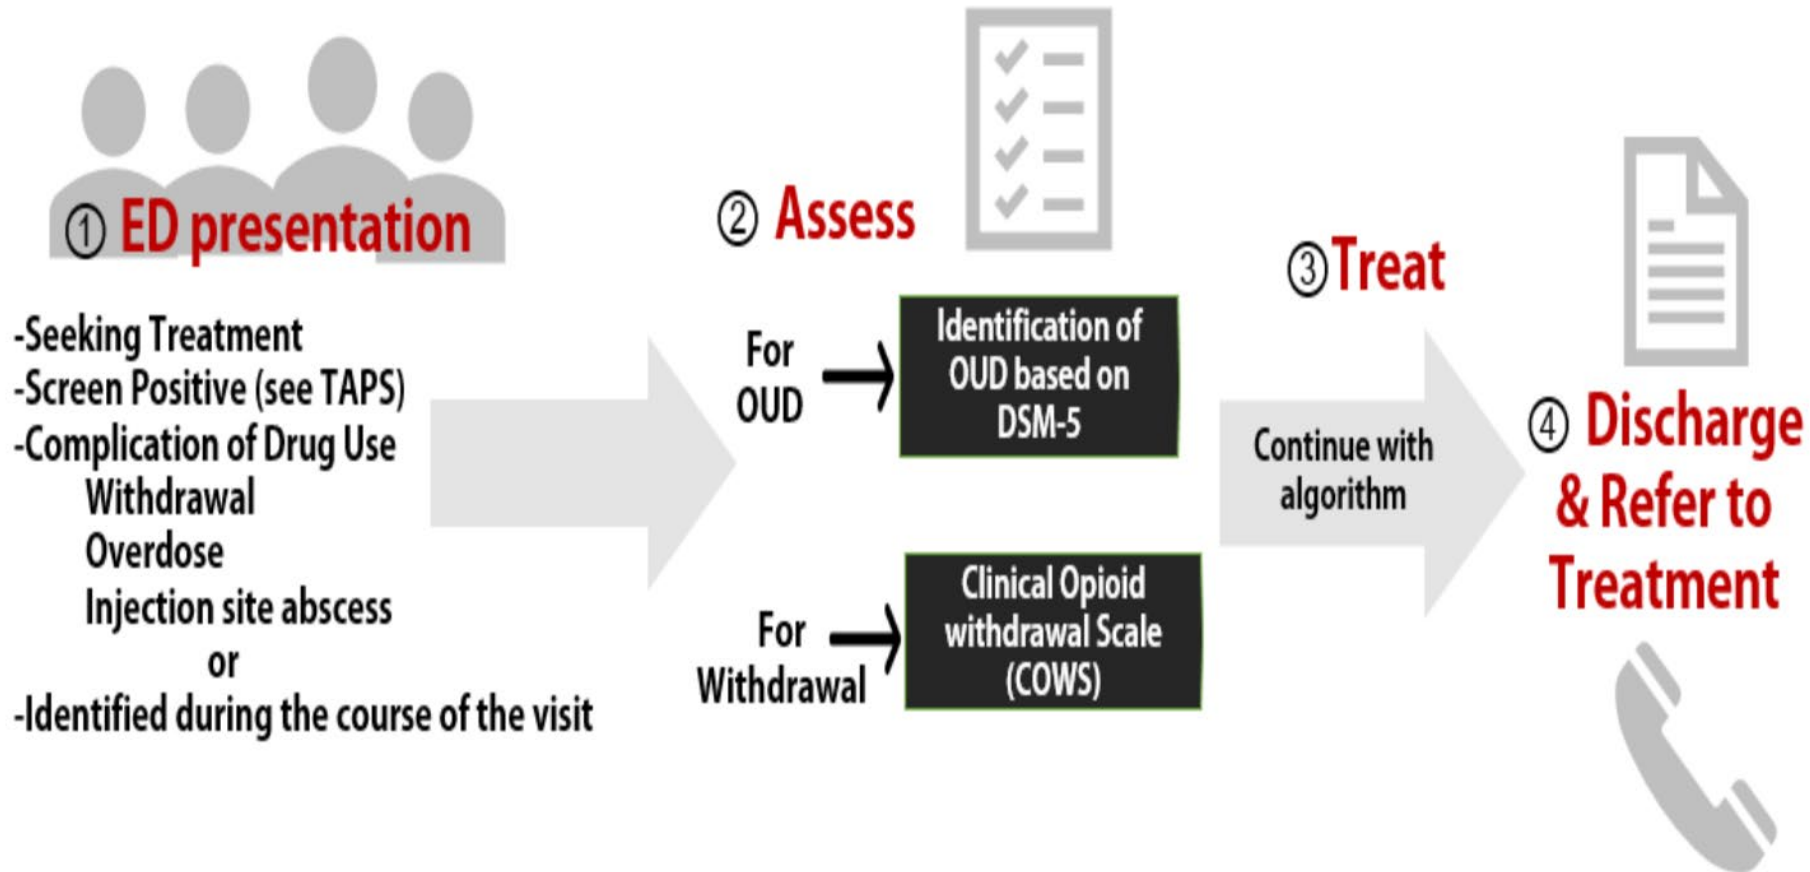 ① ED presentation
-Seeking Treatment
-Screen Positive (see TAPS)
-Complication of Drug Use
Withdrawal
Overdose
Injection site abscess
or
-Identified during the course of the visit
② Assess
For
OUD
Identification of
OUD based on
DSM-5
For
Withdrawal
Clinical Opioid
withdrawal Scale
(COWS)
③ Treat
Continue with
algorithm
④ Discharge
& Refer to
Treatment